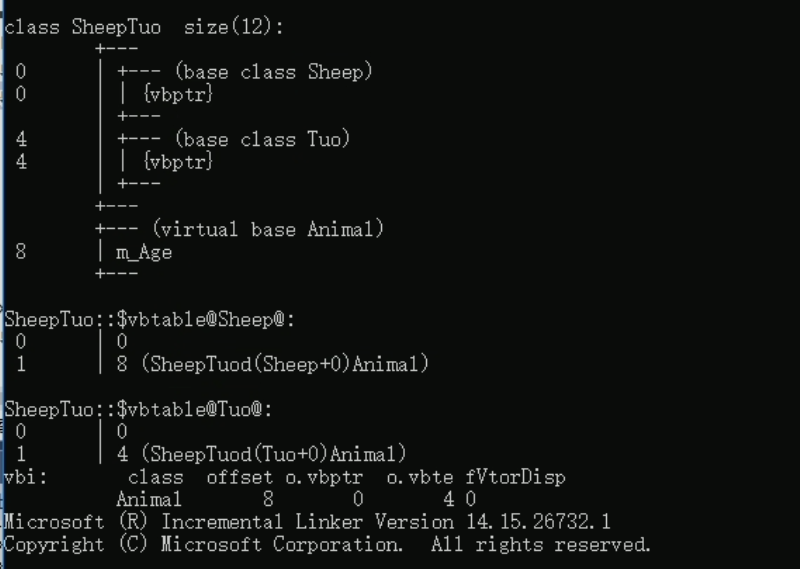 class SheepTuo  size(12):
        +---
 0      | +--- (base class Sheep)
 0      | | {vbptr}
        | +---
 4      | +--- (base class Tuo)
 4      | | {vbptr}
        | +---
        +---
        +--- (virtual base Animal)
 8      | m_Age
        +---
SheepTuo::$vbtable@Sheep@:
 0      | 0
 1      | 8 (SheepTuod(Sheep+0)Animal)
SheepTuo::$vbtable@Tuo@:
 0      | 0
 1      | 4 (SheepTuod(Tuo+0)Animal)
vbi:       class  offset o.vbptr  o.vbte fVtorDisp
          Animal       8       0       4 0
Microsoft (R) Incremental Linker Version 14.15.26732.1
Copyright (C) Microsoft Corporation.  All rights reserved.